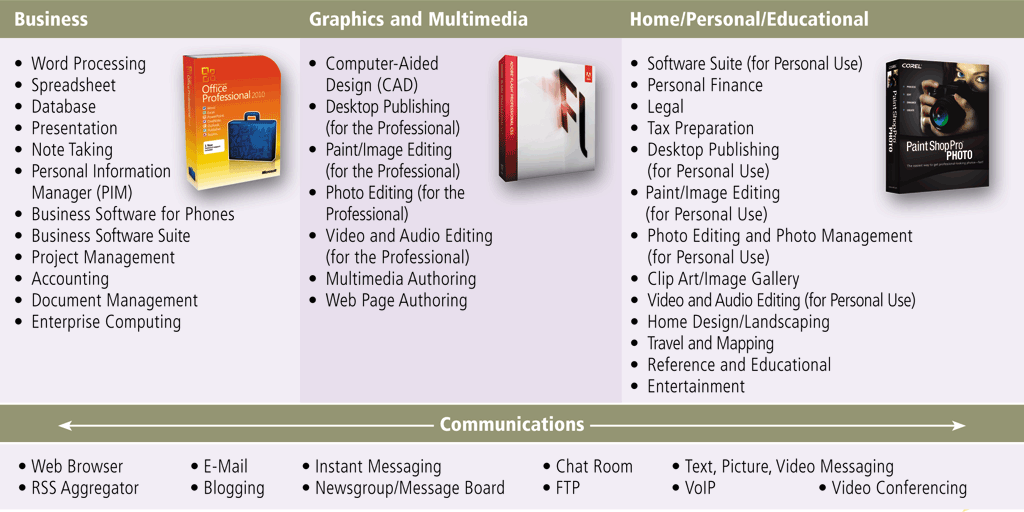 Business
• Word Processing
• Spreadsheet
• Database
• Presentation
• Note Taking
• Personal Information
Manager (PIM)
• Business Software for Phones
• Business Software Suite
• Project Management
• Accounting
• Document Management
• Enterprise Computing
Office
Professional 2010
Microsoft
Graphics and Multimedia
• Computer-Aided
Design (CAD)
• Desktop Publishing
(for the Professional)
• Paint/Image Editing
(for the Professional)
• Photo Editing (for the
Professional)
• Video and Audio Editing
(for the Professional)
• Multimedia Authoring
• Web Page Authoring
ADOBE FLASH PROFESSIONAL CS5
Home/Personal/Educational
• Software Suite (for Personal Use)
• Personal Finance
• Legal
• Tax Preparation
• Desktop Publishing
(for Personal Use)
• Paint/Image Editing
(for Personal Use)
• Photo Editing and Photo Management
(for Personal Use)
• Clip Art/Image Gallery
• Video and Audio Editing (for Personal Use)
• Home Design/Landscaping
• Travel and Mapping
• Reference and Educational
• Entertainment
COREL
PaintShop Pro
PHOTO
Communications
• Web Browser • E-Mail • Instant Messaging • Chat Room • Text, Picture, Video Messaging
• RSS Aggregator • Blogging • Newsgroup/Message Board • FTP • VoIP • Video Conferencing